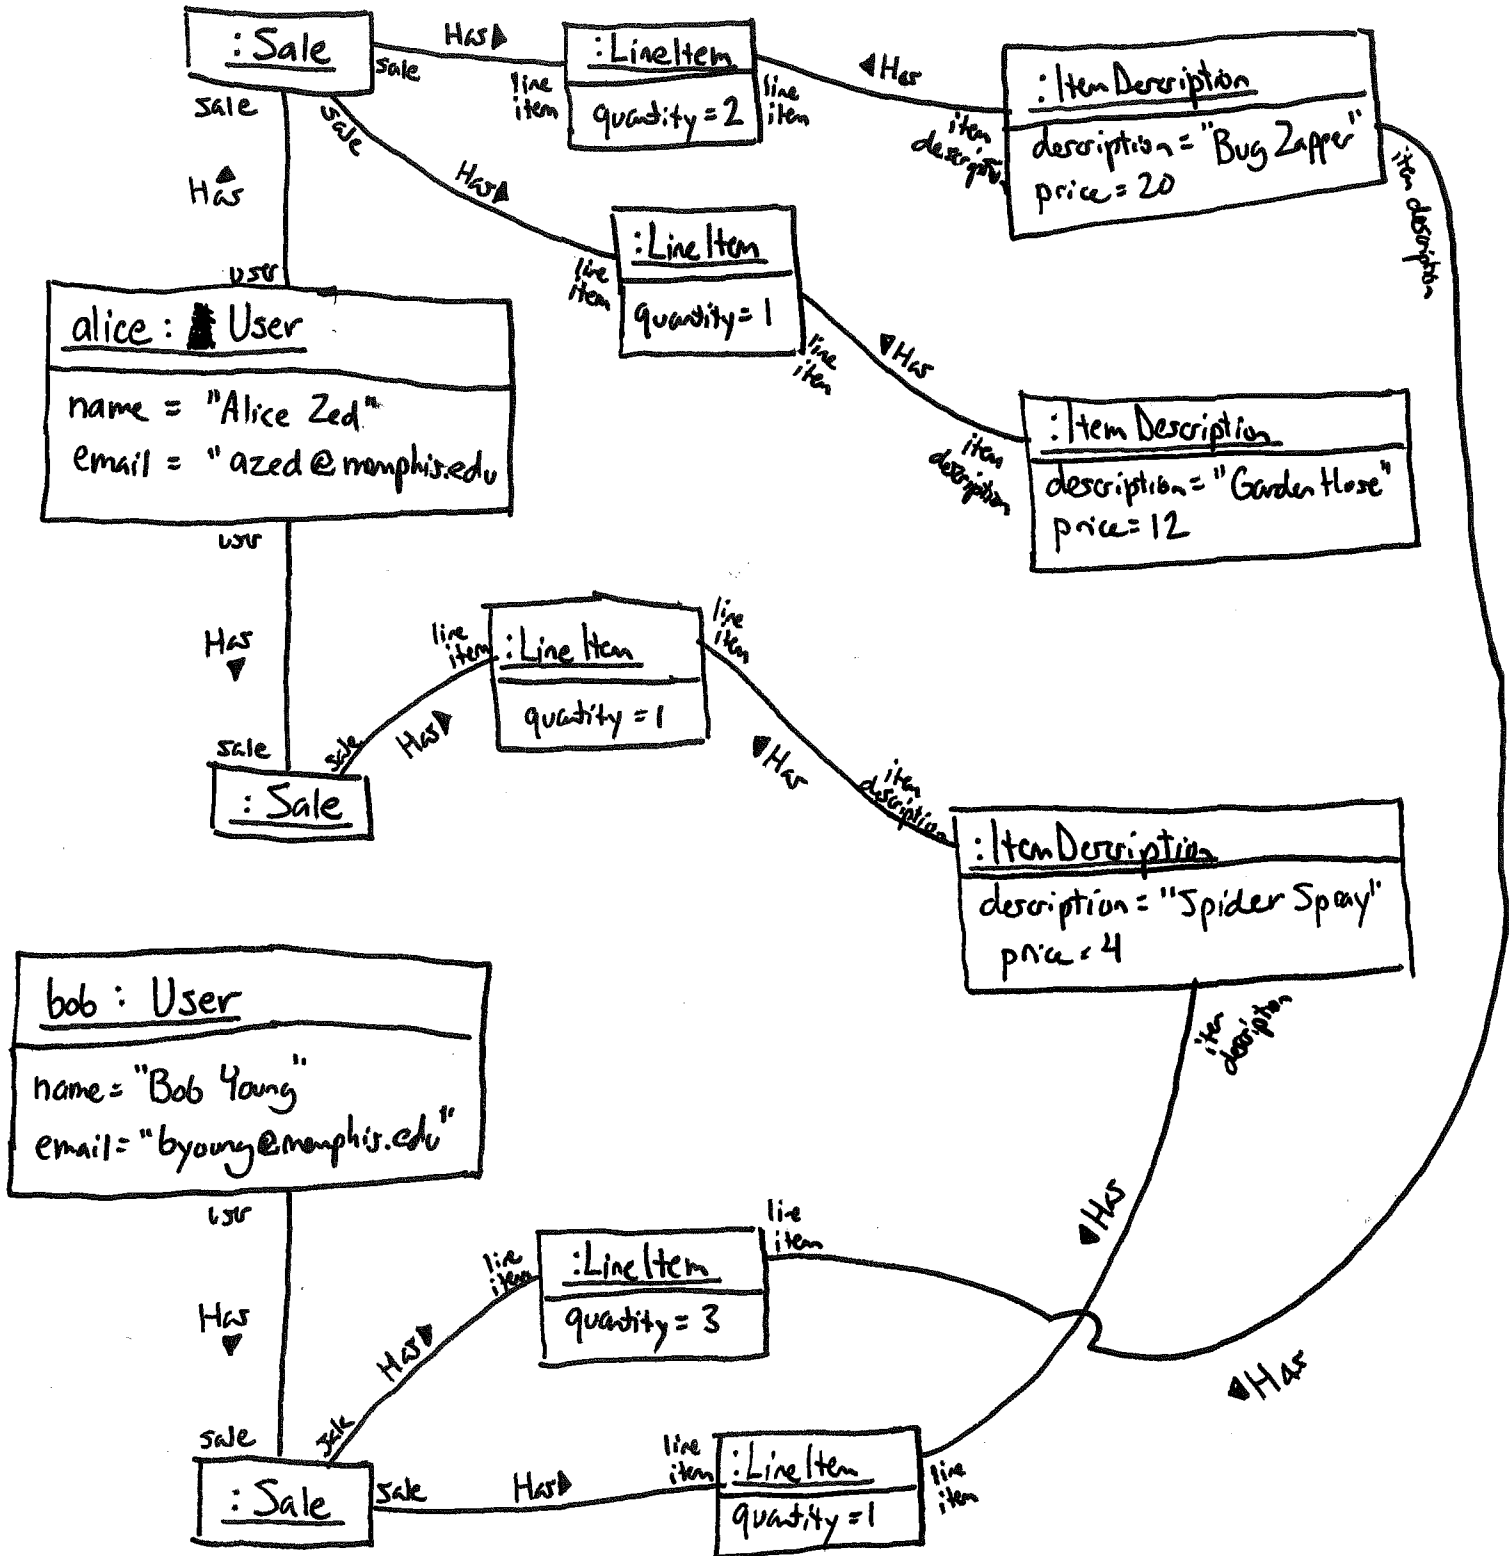 :Sale
sale
Has▶
line
item
:LineItem
quantity = 2
line
item
◀Has
item
description
:ItemDescription
description = "Bug Zapper"
price = 20
item description
sale
▲
Has
user
sale
Has▶
line
item
:LineItem
quantity = 1
line
item
◀Has
item
description
:ItemDescription
description = "Garden Hose"
price = 12
alice : User
name = "Alice Zed"
email = "azed@memphis.edu
user
Has
▼
sale
:Sale
sale
Has▶
line
item
:LineItem
quantity = 1
line
item
◀Has
item
description
:ItemDescription
description = "Spider Spray"
price = 4
item
description
◀Has
bob : User
name = "Bob Young"
email = "byoung@memphis.edu"
user
Has
▼
sale
:Sale
sale
Has▶
line
item
:LineItem
quantity = 3
line
item
◀Has
sale
Has▶
line
item
:LineItem
quantity = 1
line
item